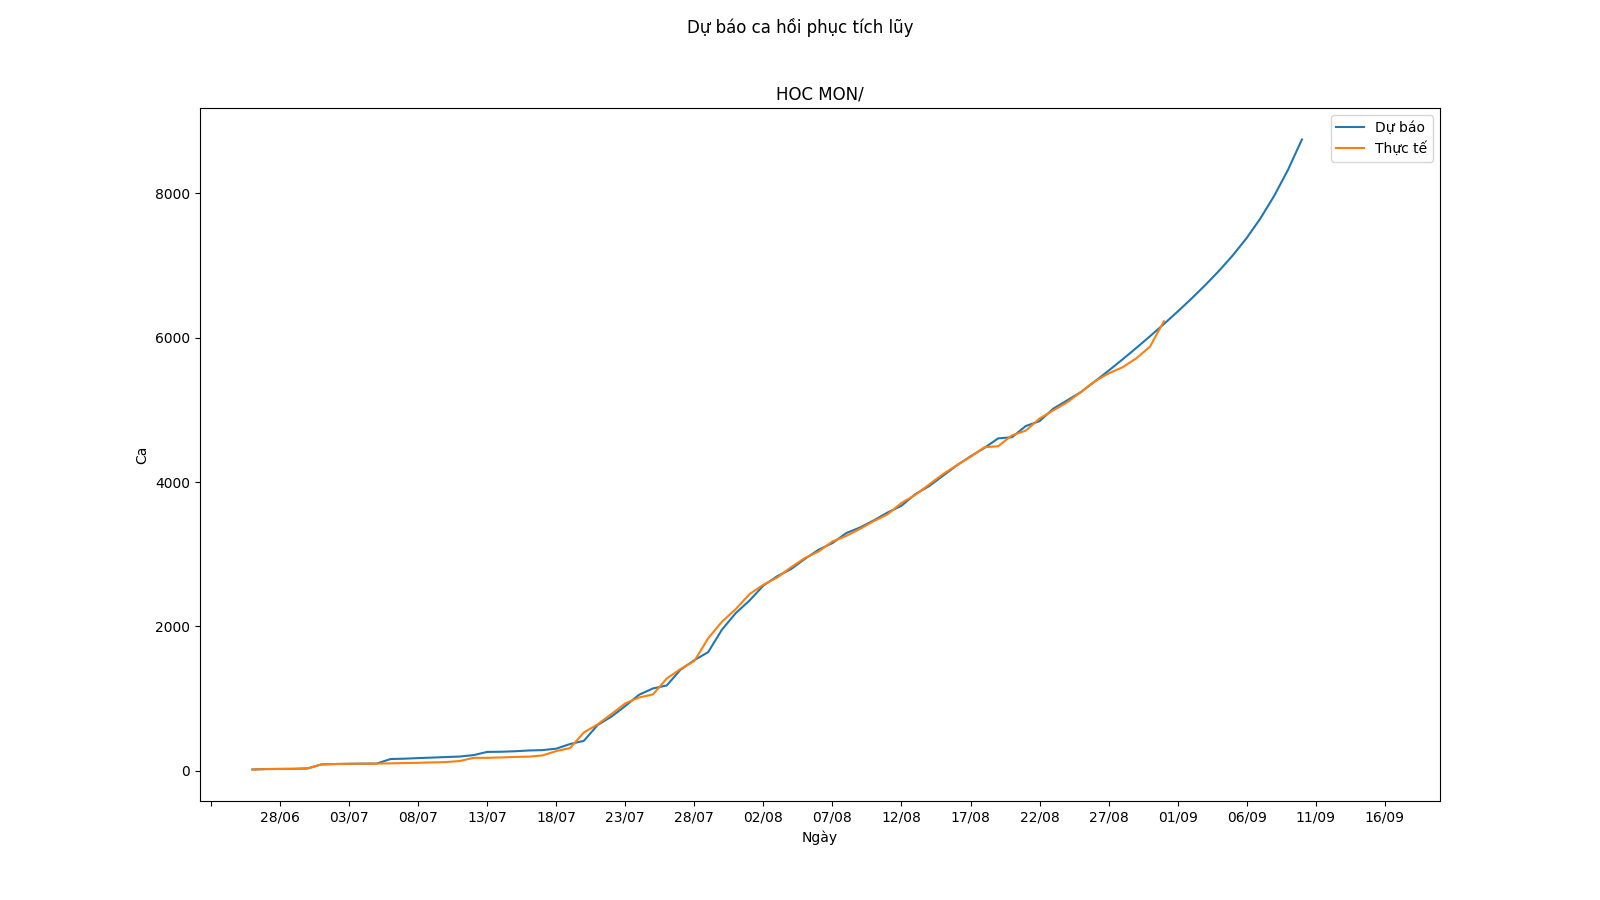 Dự báo ca hồi phục tích lũy
HOC MON/
Dự báo
Thực tế
8000
6000
4000
2000
0
Ca
28/06 03/07 08/07 13/07 18/07 23/07 28/07 02/08 07/08 12/08 17/08 22/08 27/08 01/09 06/09 11/09 16/09
Ngày